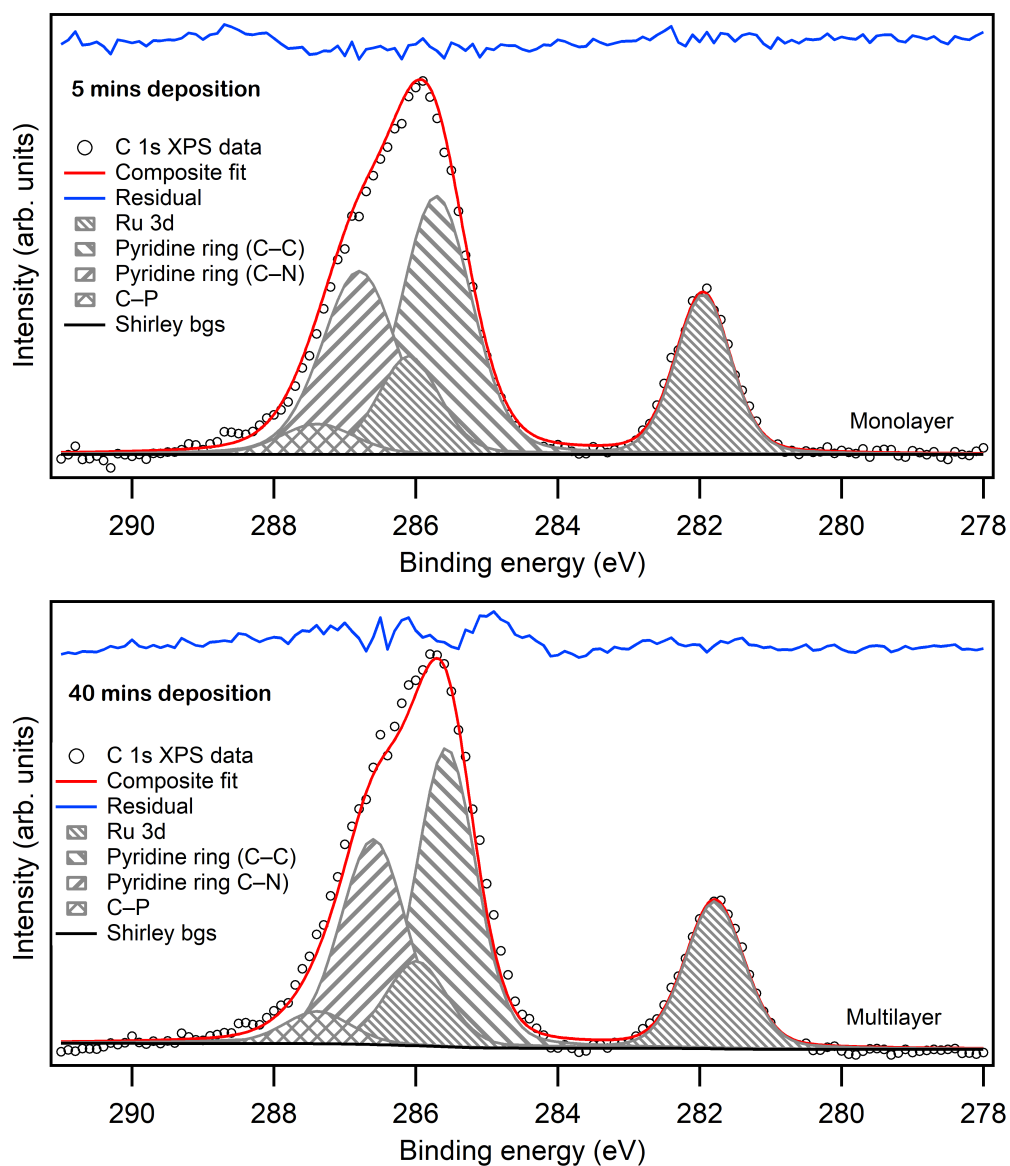 5 mins deposition
C 1s XPS data
Composite fit
Residual
Ru 3d
Pyridine ring (C–C)
Pyridine ring (C–N)
C–P
Shirley bgs
Monolayer
Intensity (arb. units)
290 288 286 284 282 280 278
Binding energy (eV)
40 mins deposition
C 1s XPS data
Composite fit
Residual
Ru 3d
Pyridine ring (C–C)
Pyridine ring C–N)
C–P
Shirley bgs
Multilayer
Intensity (arb. units)
290 288 286 284 282 280 278
Binding energy (eV)